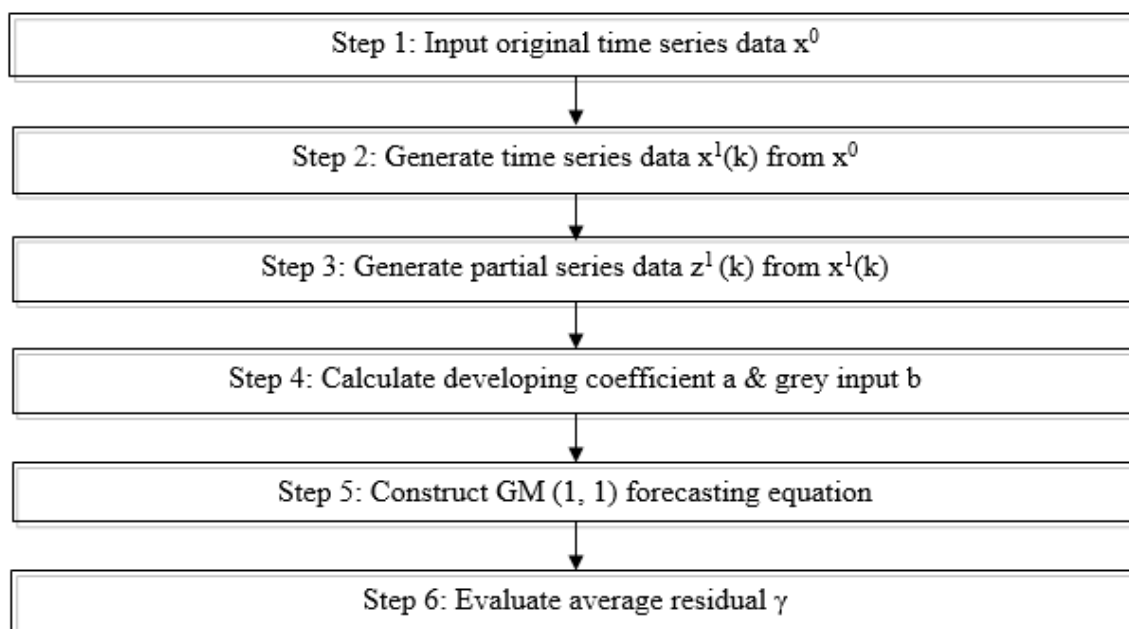 Step 1: Input original time series data x⁰
Step 2: Generate time series data x¹(k) from x⁰
Step 3: Generate partial series data z¹ (k) from x¹(k)
Step 4: Calculate developing coefficient a & grey input b
Step 5: Construct GM (1, 1) forecasting equation
Step 6: Evaluate average residual γ